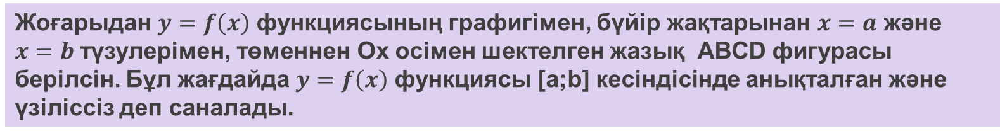 Жоғарыдан y = f(x) функциясының графигімен, бүйір жақтарынан x = a және
x = b түзулерімен, төменнен Ox осімен шектелген жазық ABCD фигурасы
берілсін. Бұл жағдайда y = f(x) функциясы [a;b] кесіндісінде анықталған және
үзіліссіз деп саналады.